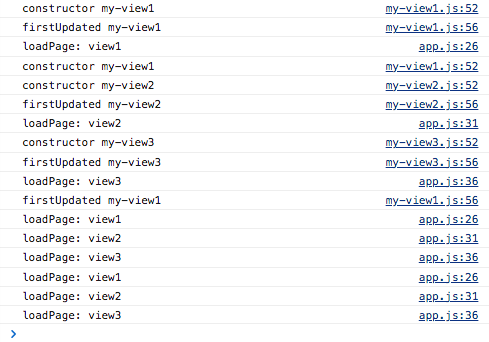 constructor my-view1 my-view1.js:52
firstUpdated my-view1 my-view1.js:56
loadPage: view1 app.js:26
constructor my-view1 my-view1.js:52
constructor my-view2 my-view2.js:52
firstUpdated my-view2 my-view2.js:56
loadPage: view2 app.js:31
constructor my-view3 my-view3.js:52
firstUpdated my-view3 my-view3.js:56
loadPage: view3 app.js:36
firstUpdated my-view1 my-view1.js:56
loadPage: view1 app.js:26
loadPage: view2 app.js:31
loadPage: view3 app.js:36
loadPage: view1 app.js:26
loadPage: view2 app.js:31
loadPage: view3 app.js:36